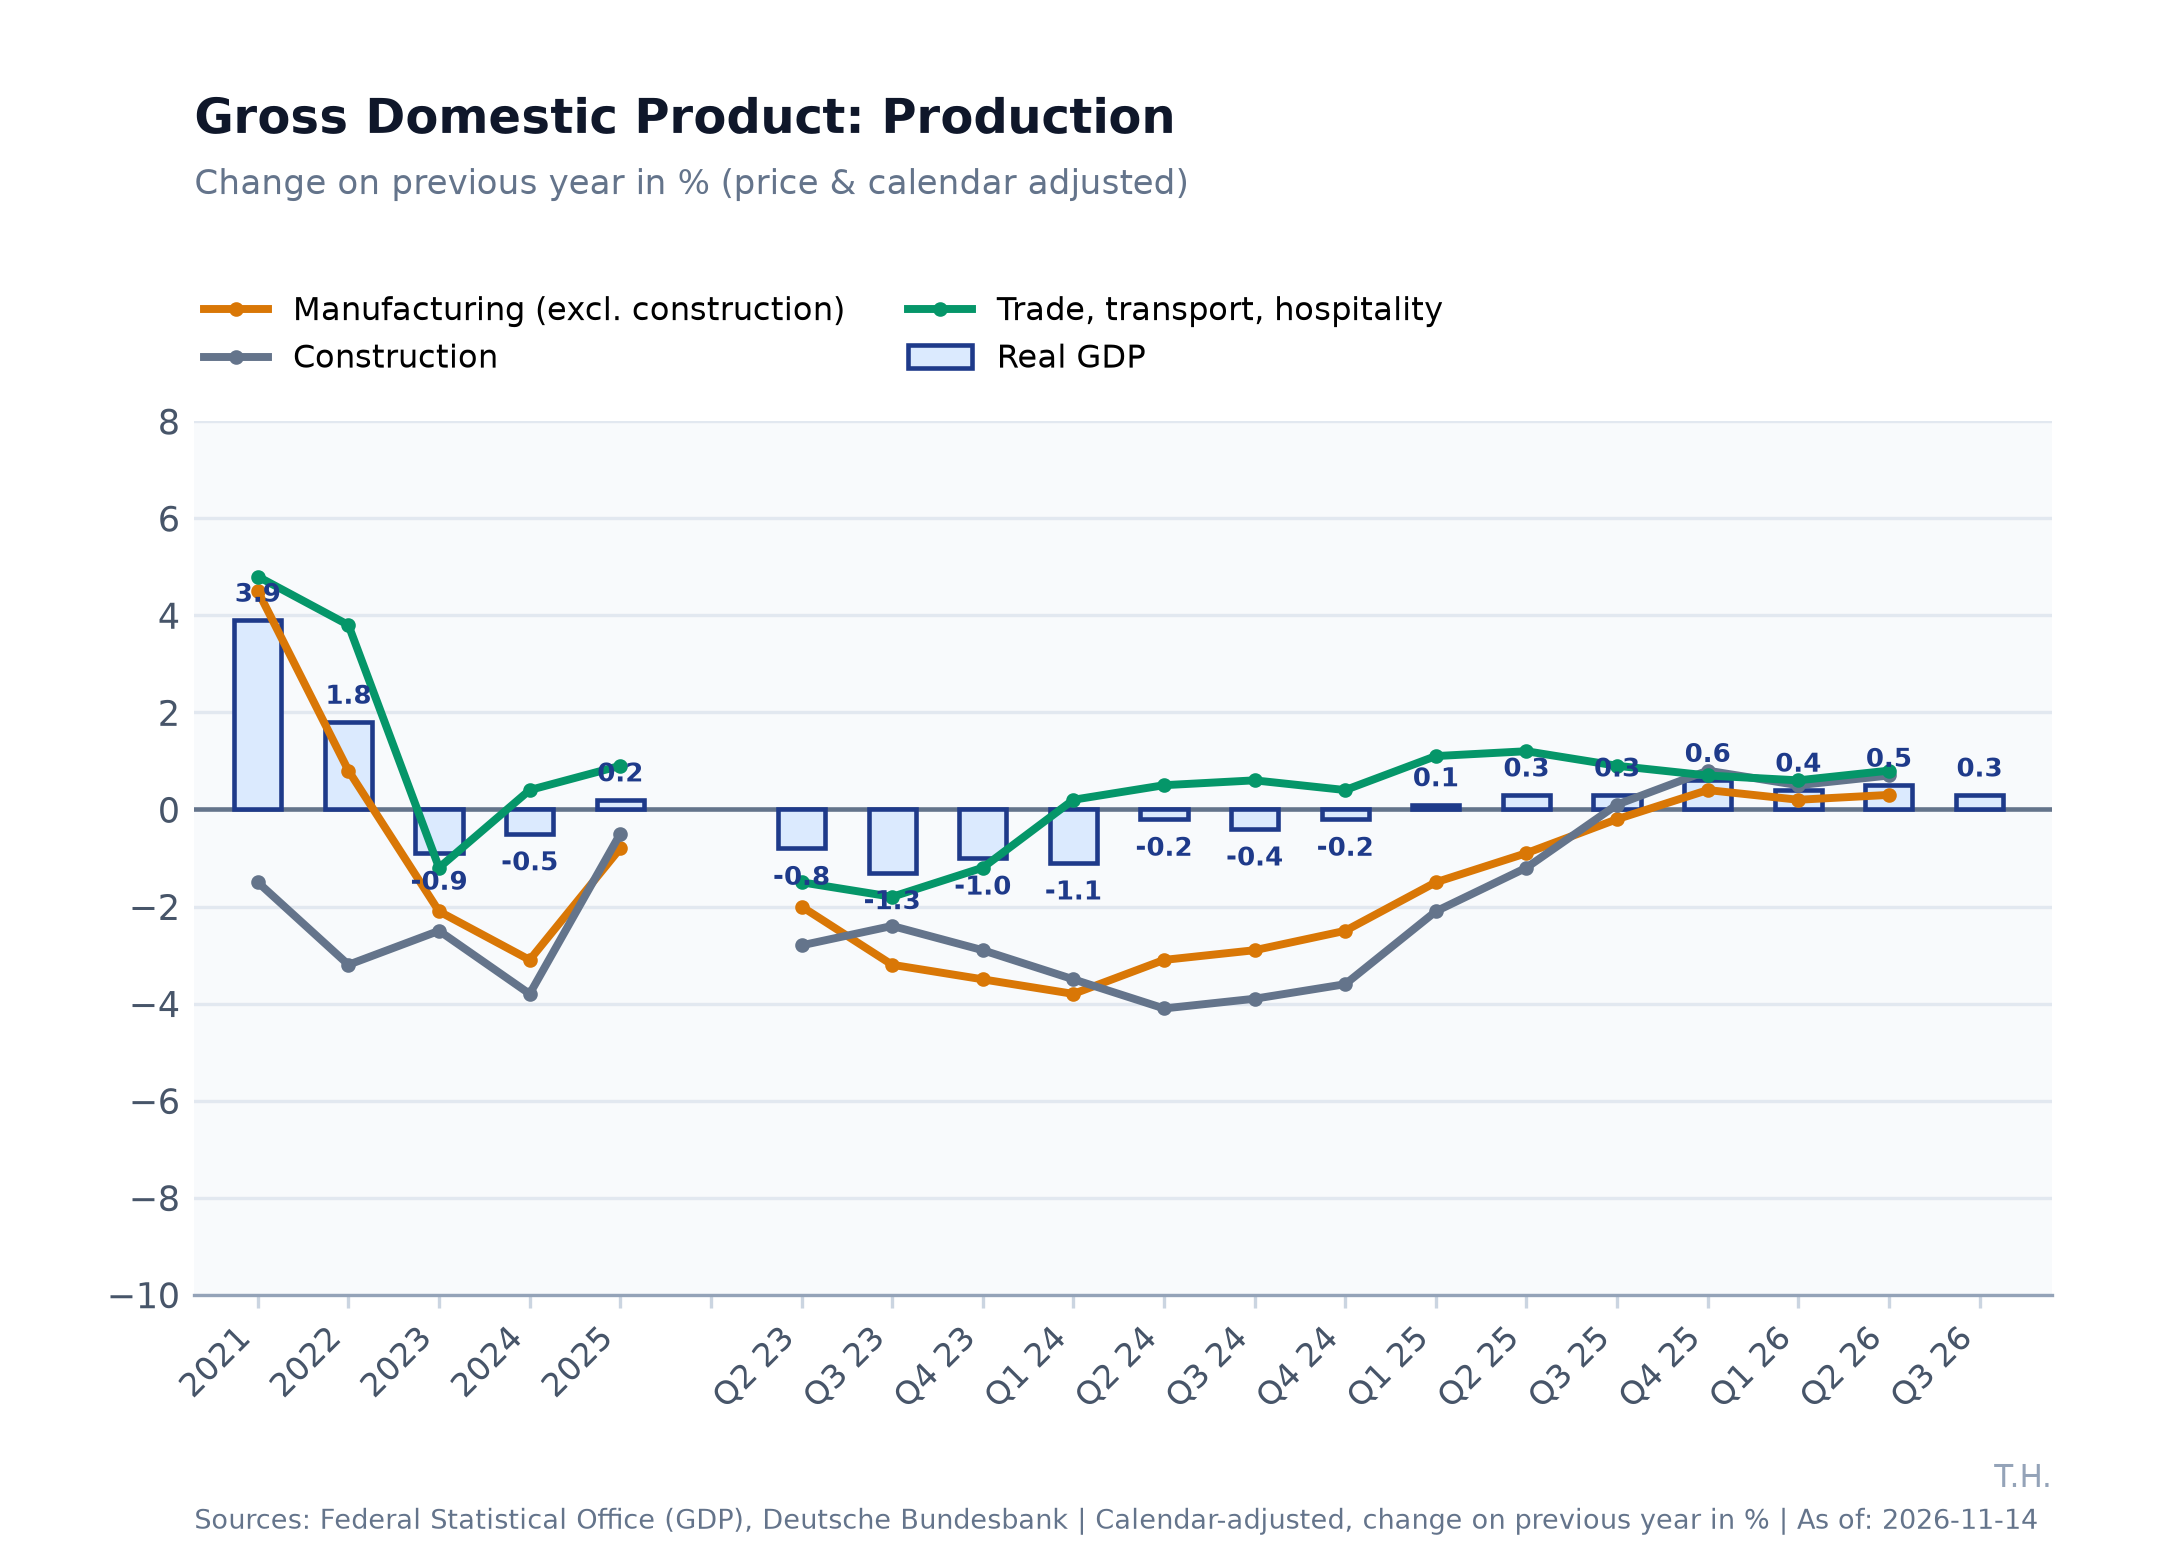 Gross Domestic Product: Production
Change on previous year in % (price & calendar adjusted)
Manufacturing (excl. construction)
Trade, transport, hospitality
Construction
Real GDP
8
6
4
2
0
−2
−4
−6
−8
−10
3.9
1.8
-0.9
-0.5
0.2
-0.8
-1.3
-1.0
-1.1
-0.2
-0.4
-0.2
0.1
0.3
0.3
0.6
0.4
0.5
0.3
2021
2022
2023
2024
2025
Q2 23
Q3 23
Q4 23
Q1 24
Q2 24
Q3 24
Q4 24
Q1 25
Q2 25
Q3 25
Q4 25
Q1 26
Q2 26
Q3 26
T.H.
Sources: Federal Statistical Office (GDP), Deutsche Bundesbank | Calendar-adjusted, change on previous year in % | As of: 2026-11-14